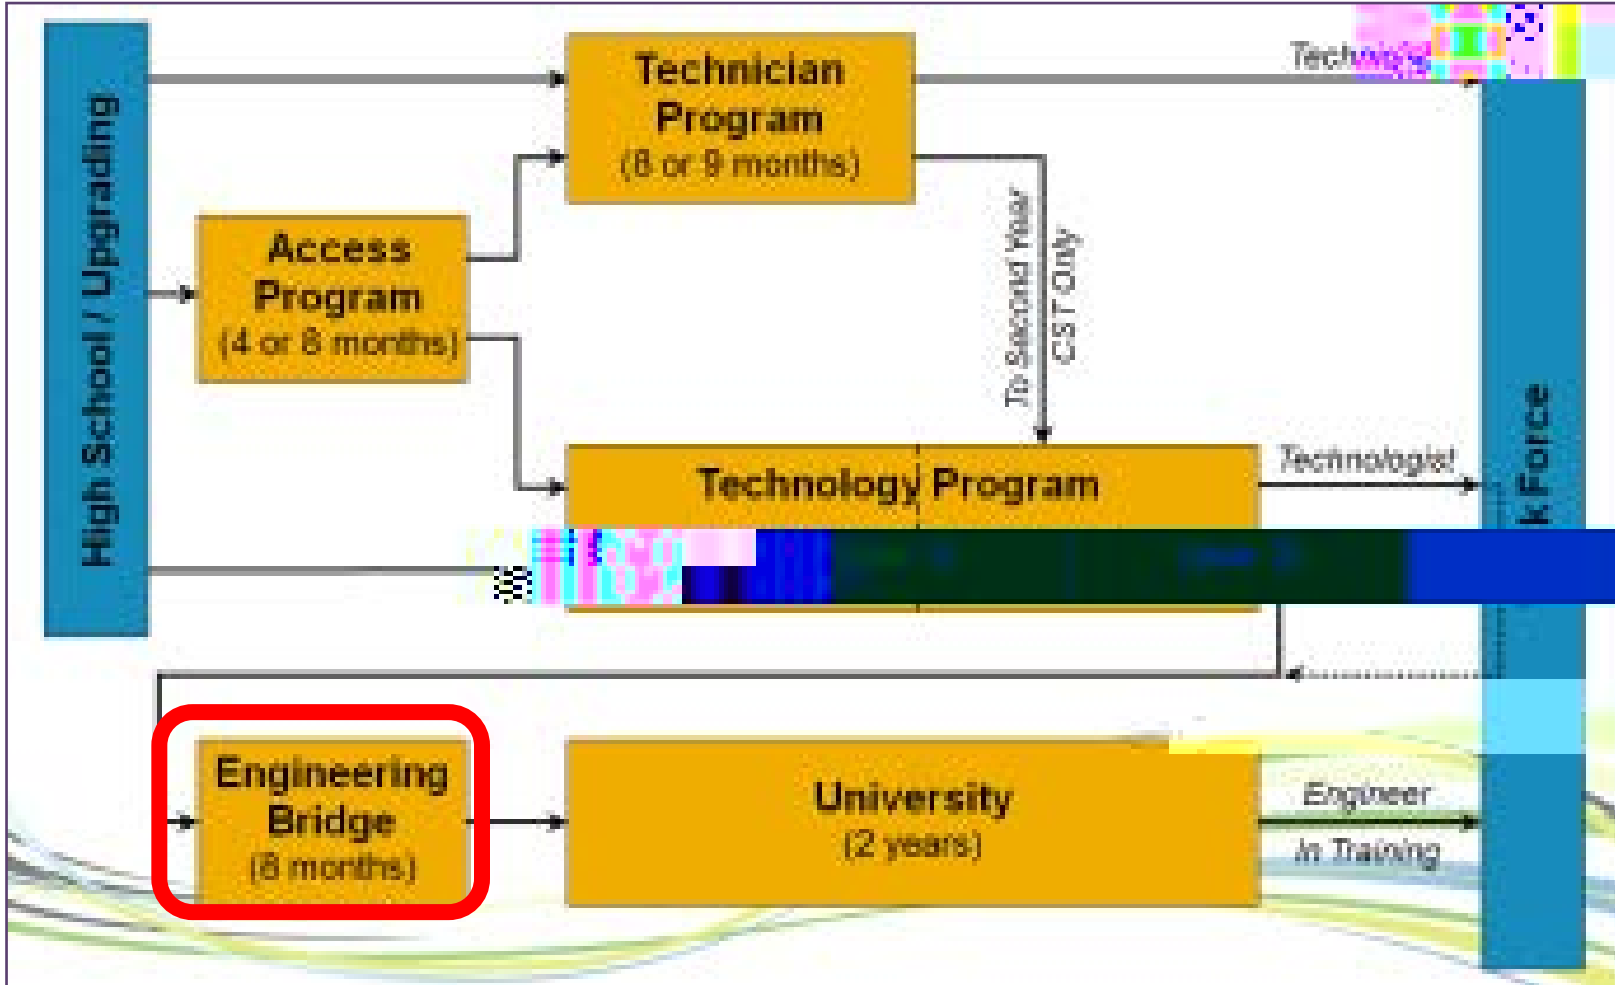 High School / Upgrading
Technician
Program
(8 or 9 months)
Access
Program
(4 or 8 months)
To Second Year
CST Only
Technology Program
Technologist
Force
Engineering
Bridge
(8 months)
University
(2 years)
Engineer
In Training